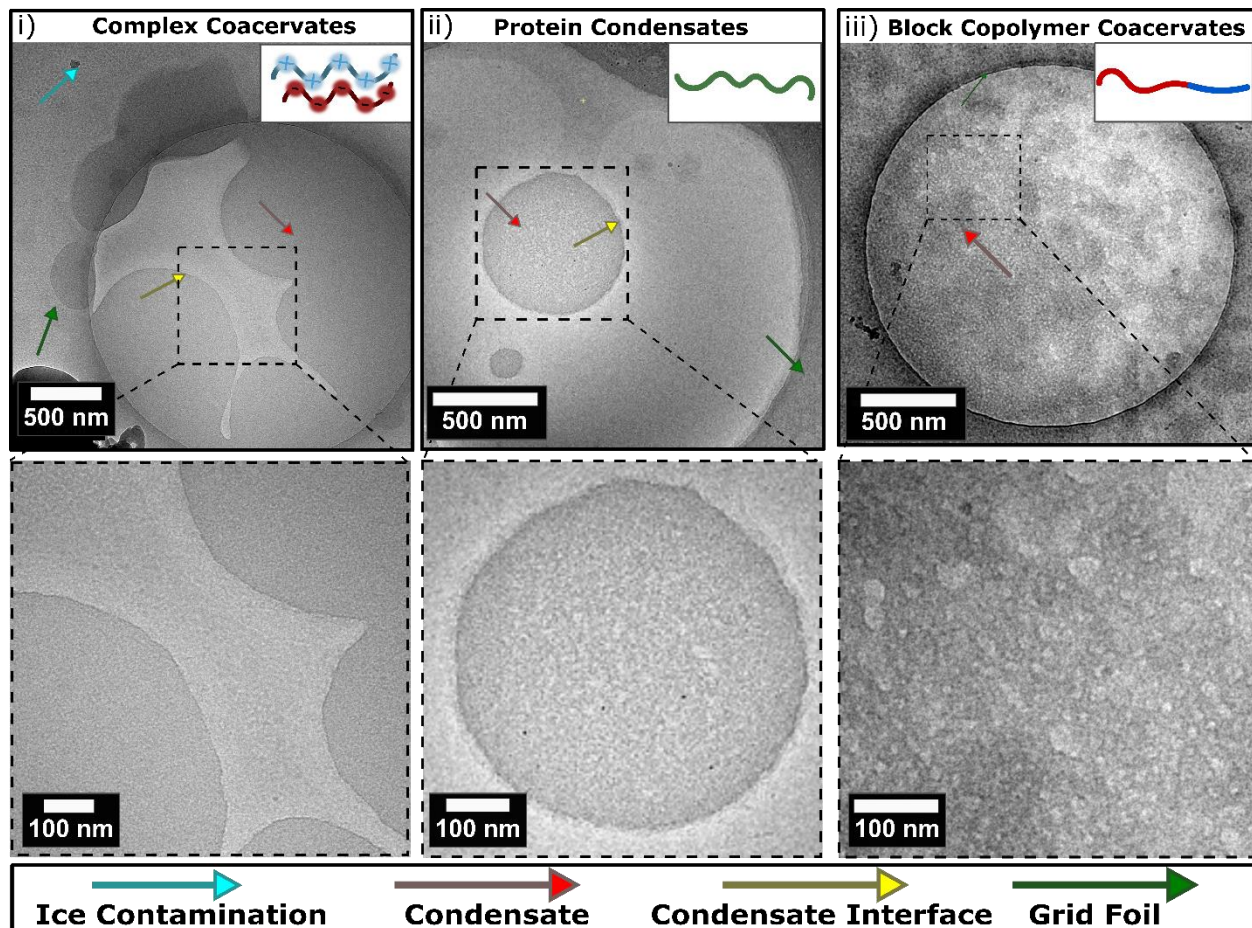 i) Complex Coacervates
ii) Protein Condensates
iii) Block Copolymer Coacervates
500 nm
500 nm
500 nm
100 nm
100 nm
100 nm
Ice Contamination
Condensate
Condensate Interface
Grid Foil